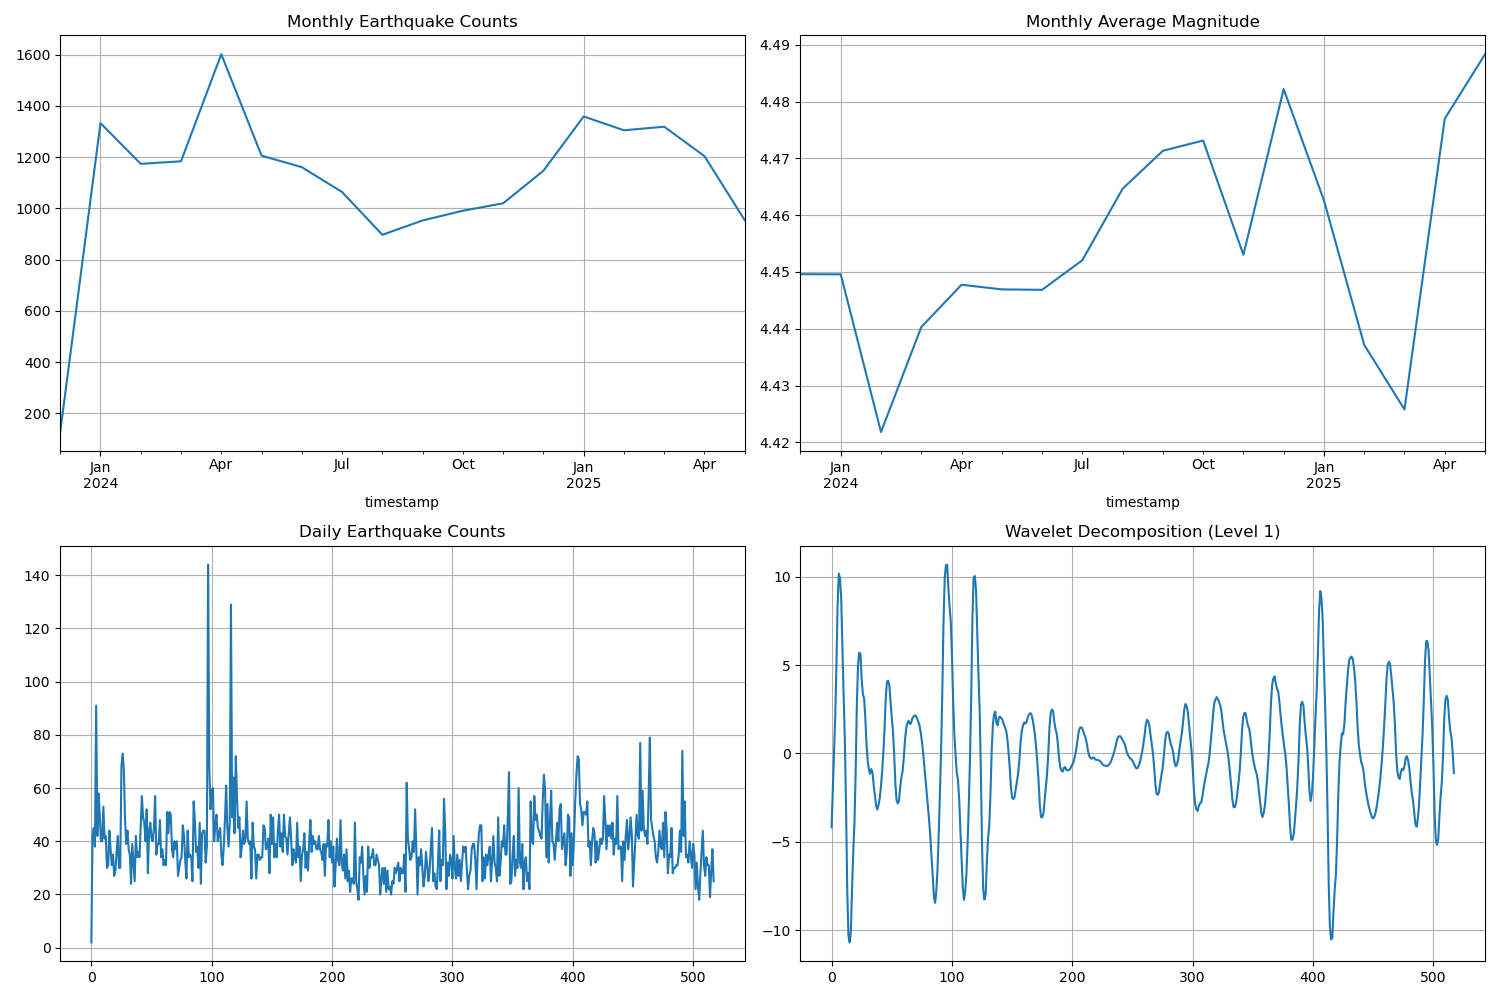 Monthly Earthquake Counts
1600
1400
1200
1000
800
600
400
200
Jan
2024
Apr
Jul
Oct
Jan
2025
Apr
timestamp
Monthly Average Magnitude
4.49
4.48
4.47
4.46
4.45
4.44
4.43
4.42
Jan
2024
Apr
Jul
Oct
Jan
2025
Apr
timestamp
Daily Earthquake Counts
140
120
100
80
60
40
20
0
0 100 200 300 400 500
Wavelet Decomposition (Level 1)
10
5
0
−5
−10
0 100 200 300 400 500